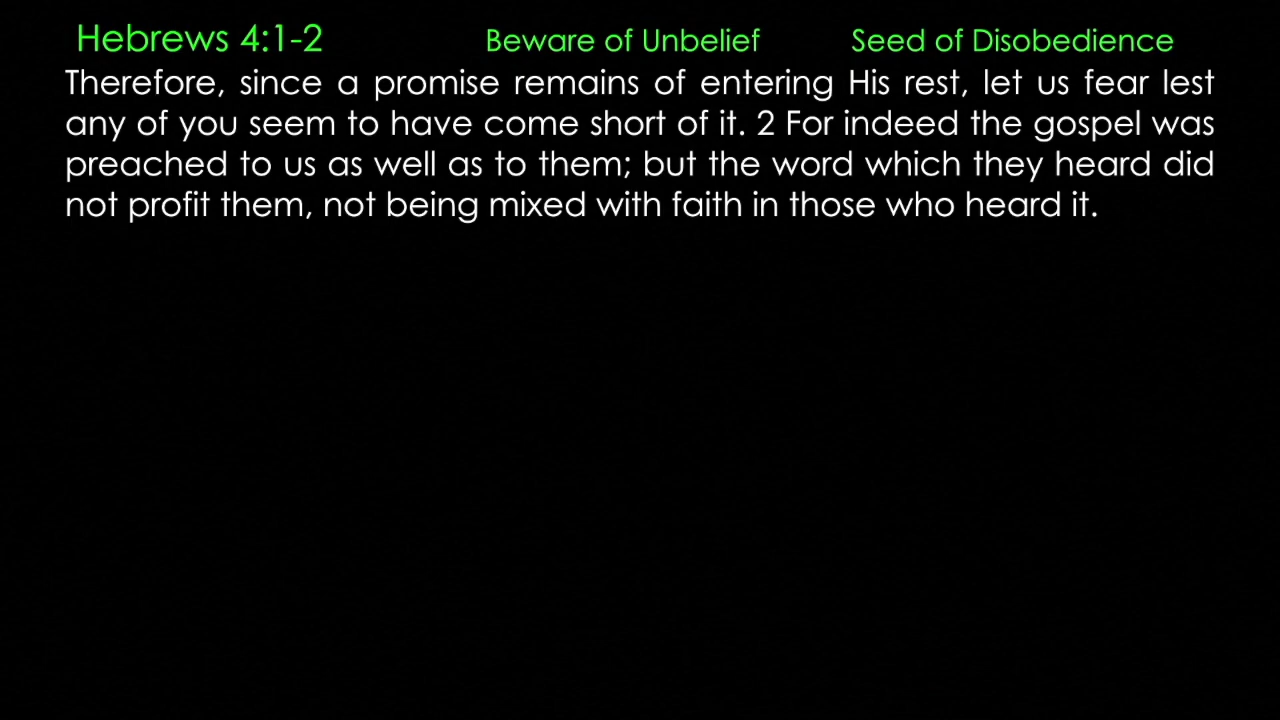 Hebrews 4:1-2 Beware of Unbelief Seed of Disobedience
Therefore, since a promise remains of entering His rest, let us fear lest
any of you seem to have come short of it. 2 For indeed the gospel was
preached to us as well as to them; but the word which they heard did
not profit them, not being mixed with faith in those who heard it.